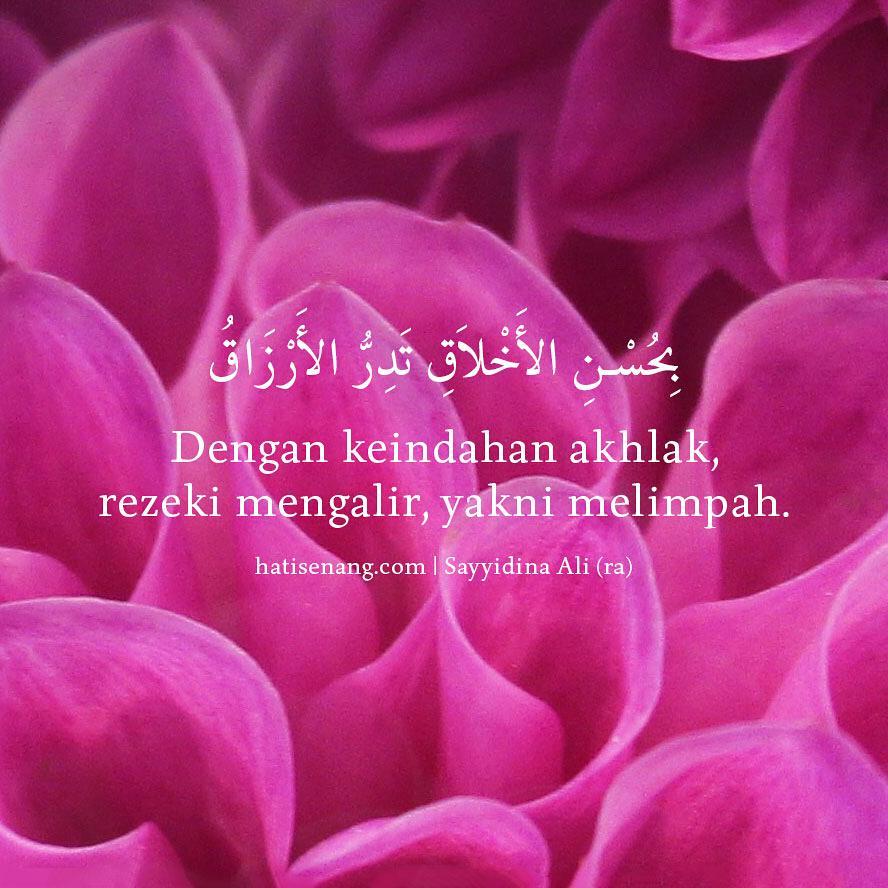 بِحُسْنِ الأَخْلاَقِ تَدِرُّ الأَرْزَاقُ
Dengan keindahan akhlak,
rezeki mengalir, yakni melimpah.
hatisenang.com | Sayyidina Ali (ra)